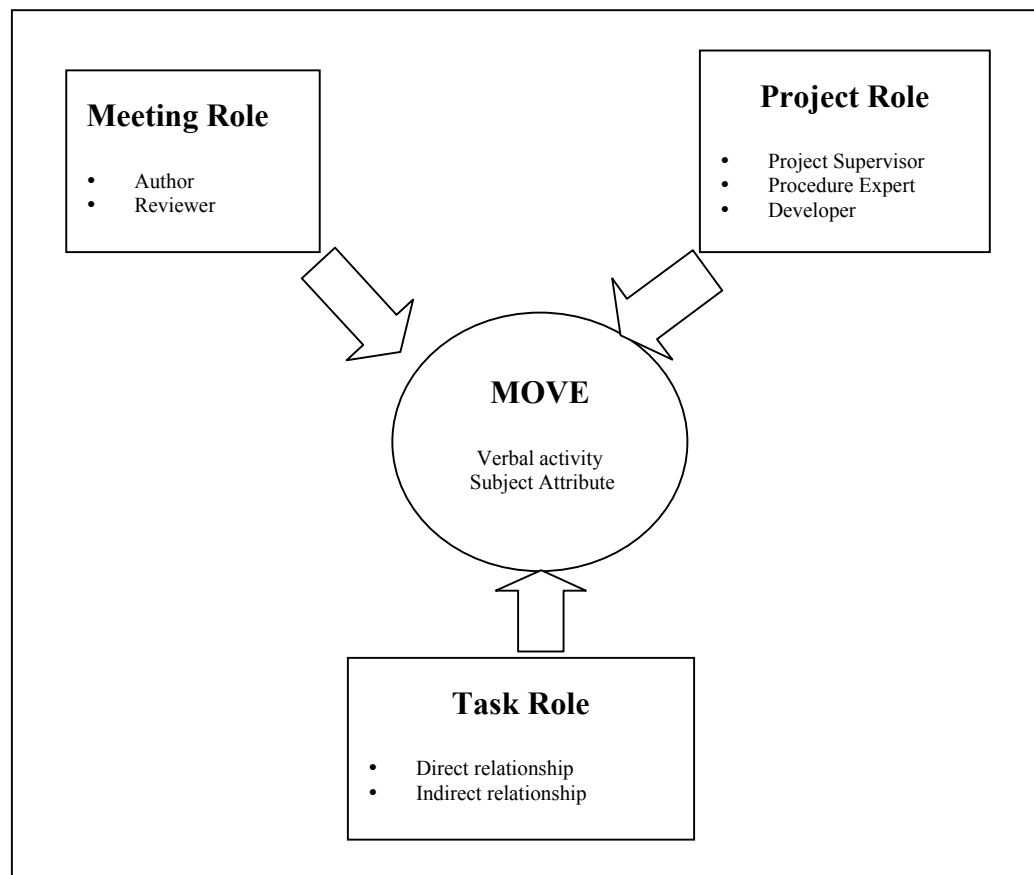 Meeting Role
• Author
• Reviewer
Project Role
• Project Supervisor
• Procedure Expert
• Developer
MOVE
Verbal activity
Subject Attribute
Task Role
• Direct relationship
• Indirect relationship